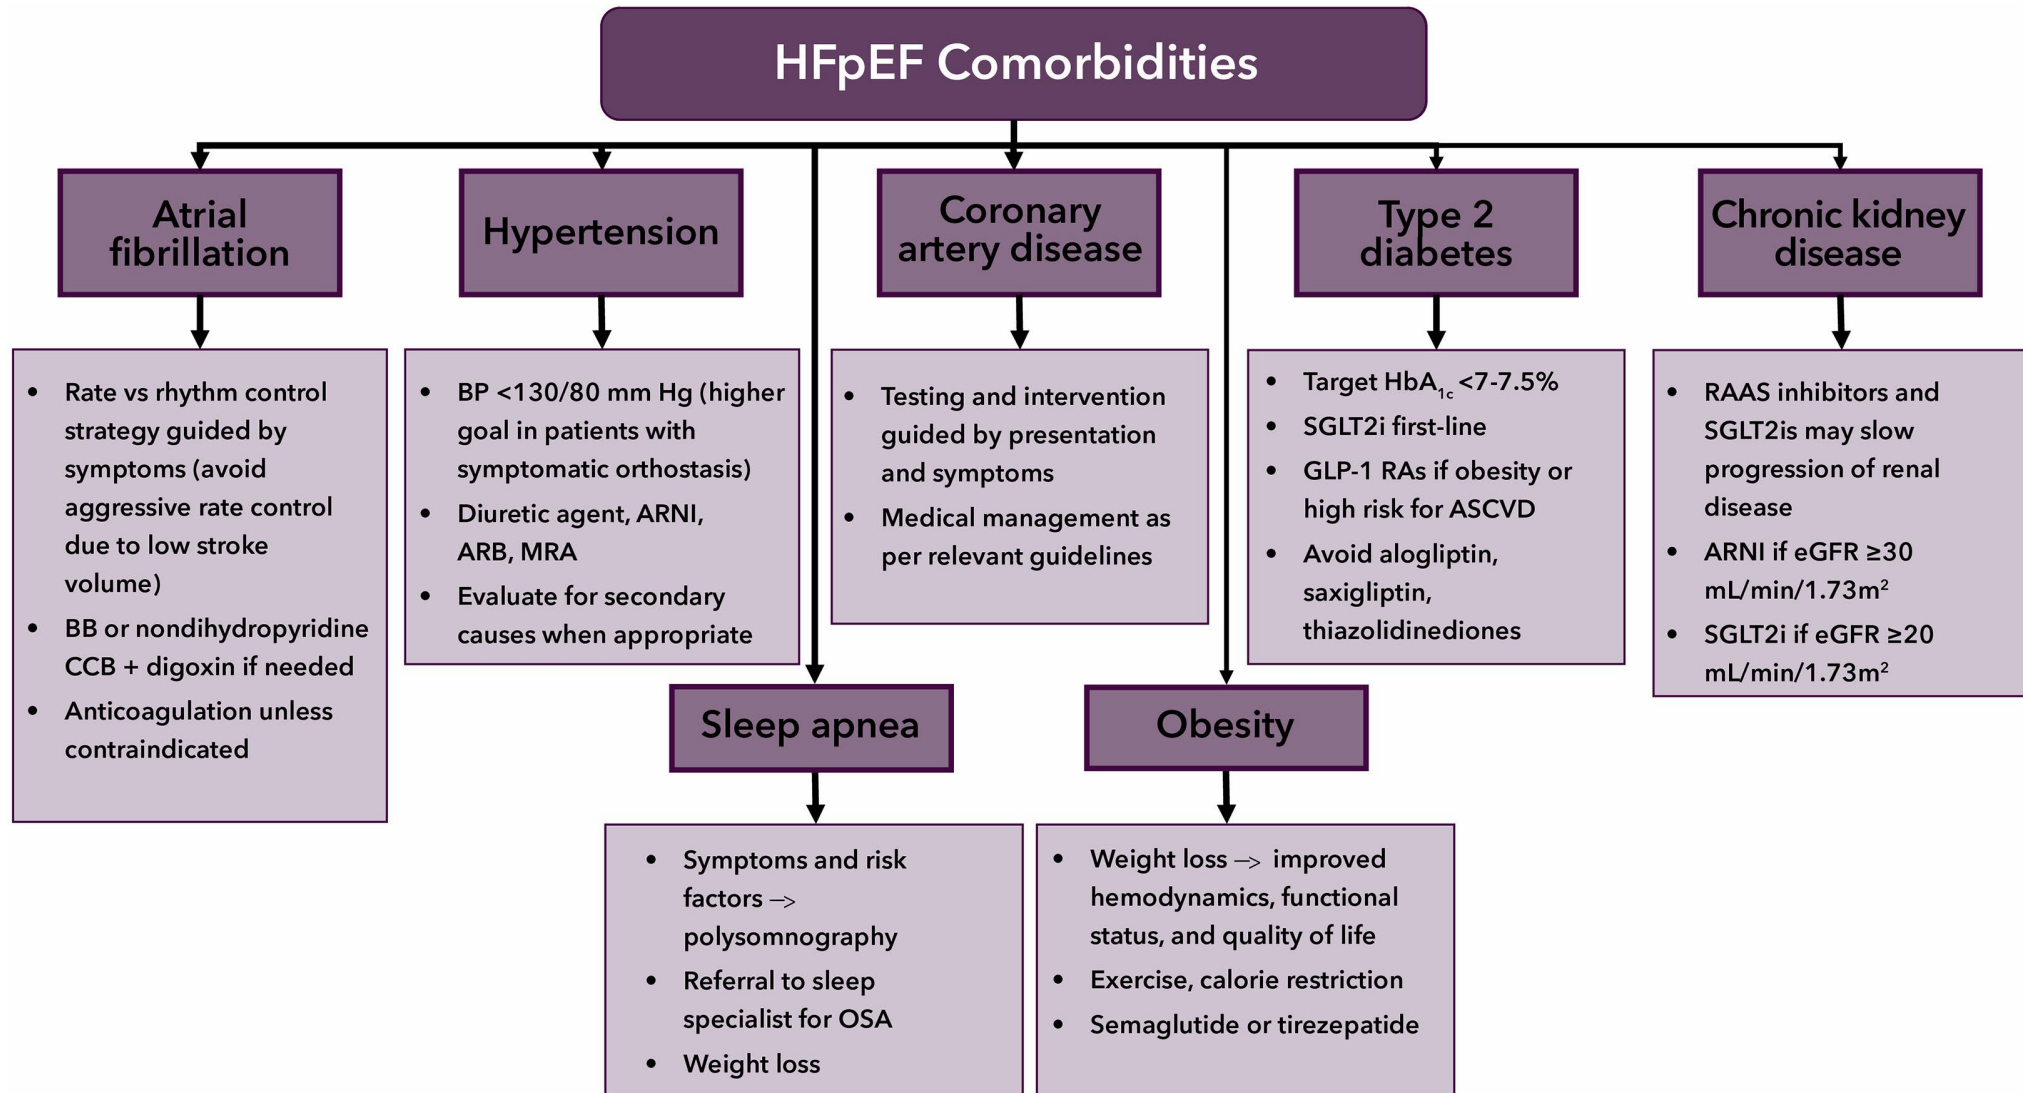 HFpEF Comorbidities
Atrial
fibrillation
• Rate vs rhythm control
strategy guided by
symptoms (avoid
aggressive rate control
due to low stroke
volume)
• BB or nondihydropyridine
CCB + digoxin if needed
• Anticoagulation unless
contraindicated
Hypertension
• BP <130/80 mm Hg (higher
goal in patients with
symptomatic orthostasis)
• Diuretic agent, ARNI,
ARB, MRA
• Evaluate for secondary
causes when appropriate
Coronary
artery disease
• Testing and intervention
guided by presentation
and symptoms
• Medical management as
per relevant guidelines
Type 2
diabetes
• Target HbA1c <7-7.5%
• SGLT2i first-line
• GLP-1 RAs if obesity or
high risk for ASCVD
• Avoid alogliptin,
saxigliptin,
thiazolidinediones
Chronic kidney
disease
• RAAS inhibitors and
SGLT2is may slow
progression of renal
disease
• ARNI if eGFR ≥30
mL/min/1.73m²
• SGLT2i if eGFR ≥20
mL/min/1.73m²
Sleep apnea
• Symptoms and risk
factors —>
polysomnography
• Referral to sleep
specialist for OSA
• Weight loss
Obesity
• Weight loss —> improved
hemodynamics, functional
status, and quality of life
• Exercise, calorie restriction
• Semaglutide or tirezepatide